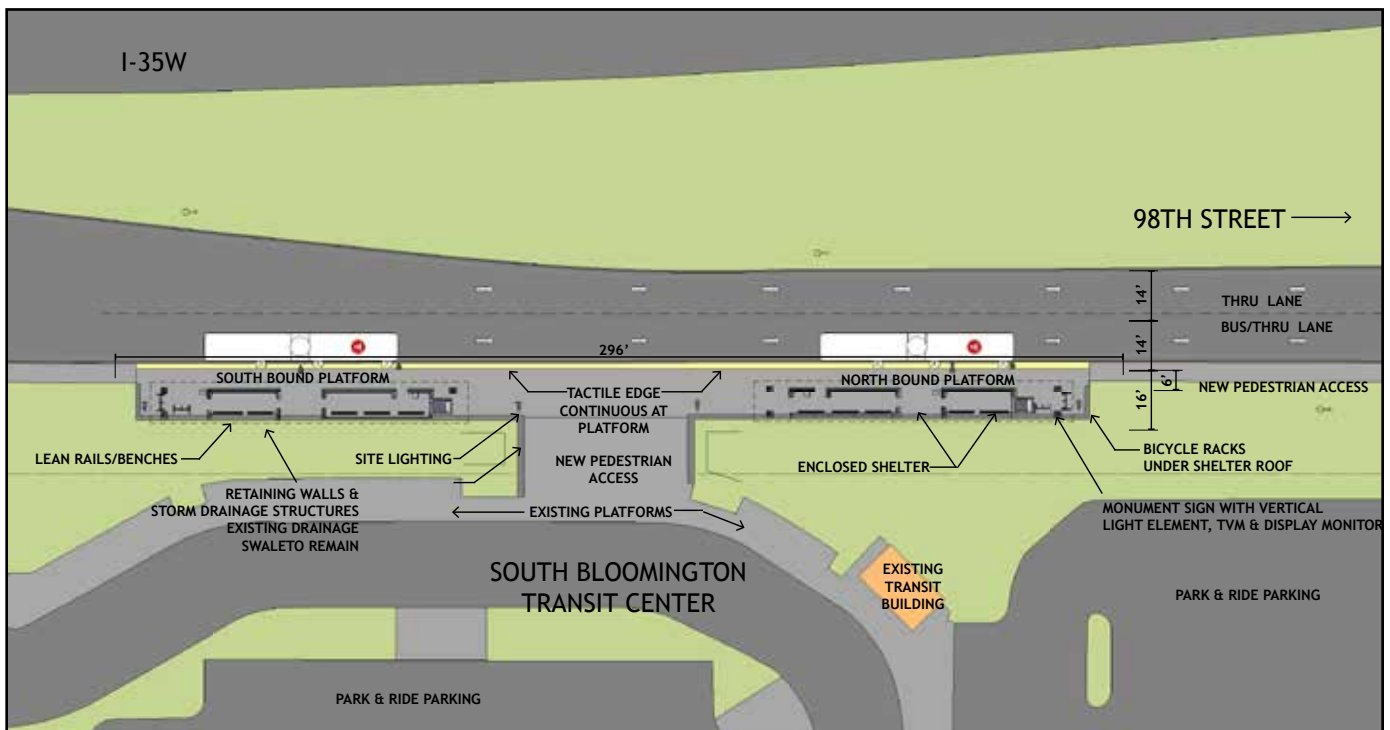 I-35W
98TH STREET
14'
THRU LANE
BUS/THRU LANE
14'
296'
SOUTH BOUND PLATFORM
NORTH BOUND PLATFORM
6'
16'
NEW PEDESTRIAN ACCESS
TACTILE EDGE
CONTINUOUS AT
PLATFORM
LEAN RAILS/BENCHES
SITE LIGHTING
NEW PEDESTRIAN
ACCESS
ENCLOSED SHELTER
BICYCLE RACKS
UNDER SHELTER ROOF
RETAINING WALLS &
STORM DRAINAGE STRUCTURES
EXISTING DRAINAGE
SWALETO REMAIN
EXISTING PLATFORMS
MONUMENT SIGN WITH VERTICAL
LIGHT ELEMENT, TVM & DISPLAY MONITOR
SOUTH BLOOMINGTON
TRANSIT CENTER
EXISTING
TRANSIT
BUILDING
PARK & RIDE PARKING
PARK & RIDE PARKING